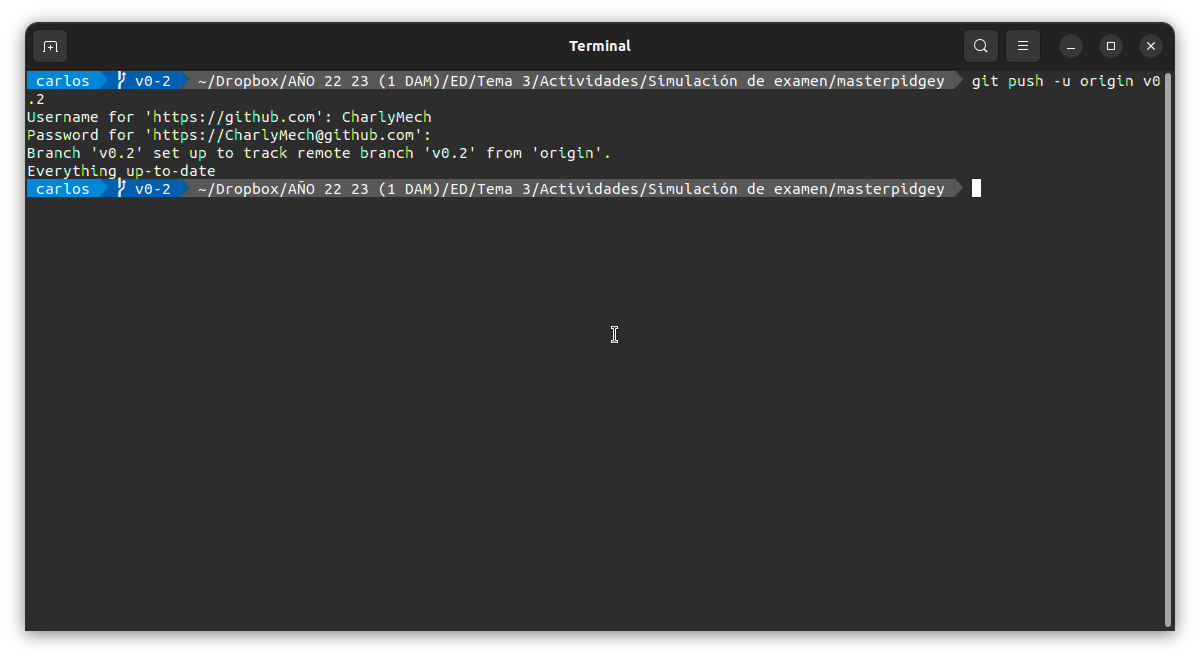 Terminal
carlos v0-2 ~/Dropbox/AÑO 22 23 (1 DAM)/ED/Tema 3/Actividades/Simulación de examen/masterpidgey git push -u origin v0
.2
Username for 'https://github.com': CharlyMech
Password for 'https://CharlyMech@github.com':
Branch 'v0.2' set up to track remote branch 'v0.2' from 'origin'.
Everything up-to-date
carlos v0-2 ~/Dropbox/AÑO 22 23 (1 DAM)/ED/Tema 3/Actividades/Simulación de examen/masterpidgey